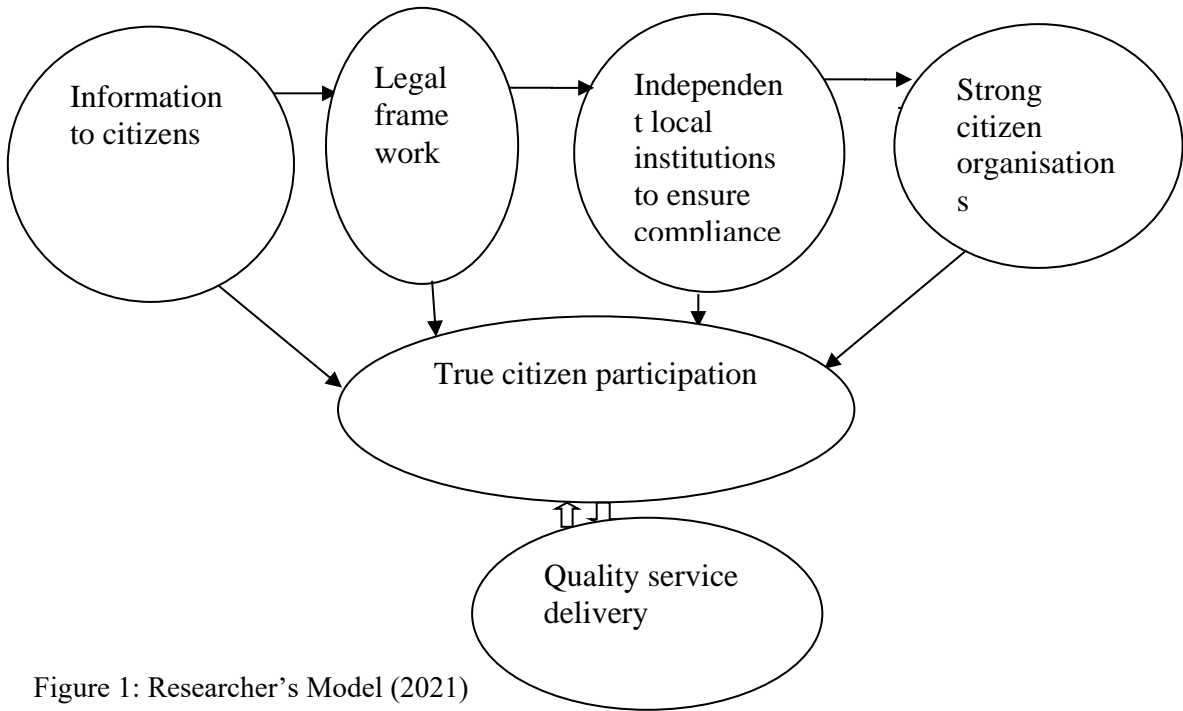 Information
to citizens
Legal
frame
work
Independen
t local
institutions
to ensure
compliance
Strong
citizen
organisation
s
True citizen participation
Quality service
delivery
Figure 1: Researcher’s Model (2021)